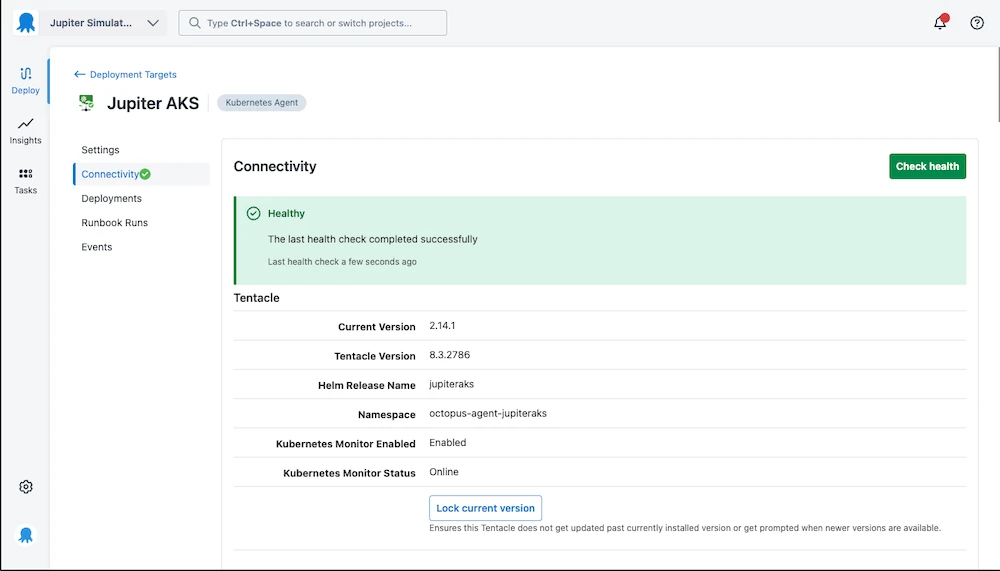 Jupiter Simulat...
Type Ctrl+Space to search or switch projects...
Deploy
Insights
Tasks
Deployment Targets
Jupiter AKS
Kubernetes Agent
Settings
Connectivity
Deployments
Runbook Runs
Events
Connectivity
Check health
Healthy
The last health check completed successfully
Last health check a few seconds ago
Tentacle
Current Version 2.14.1
Tentacle Version 8.3.2786
Helm Release Name jupiteraks
Namespace octopus-agent-jupiteraks
Kubernetes Monitor Enabled Enabled
Kubernetes Monitor Status Online
Lock current version
Ensures this Tentacle does not get updated past currently installed version or get prompted when newer versions are available.